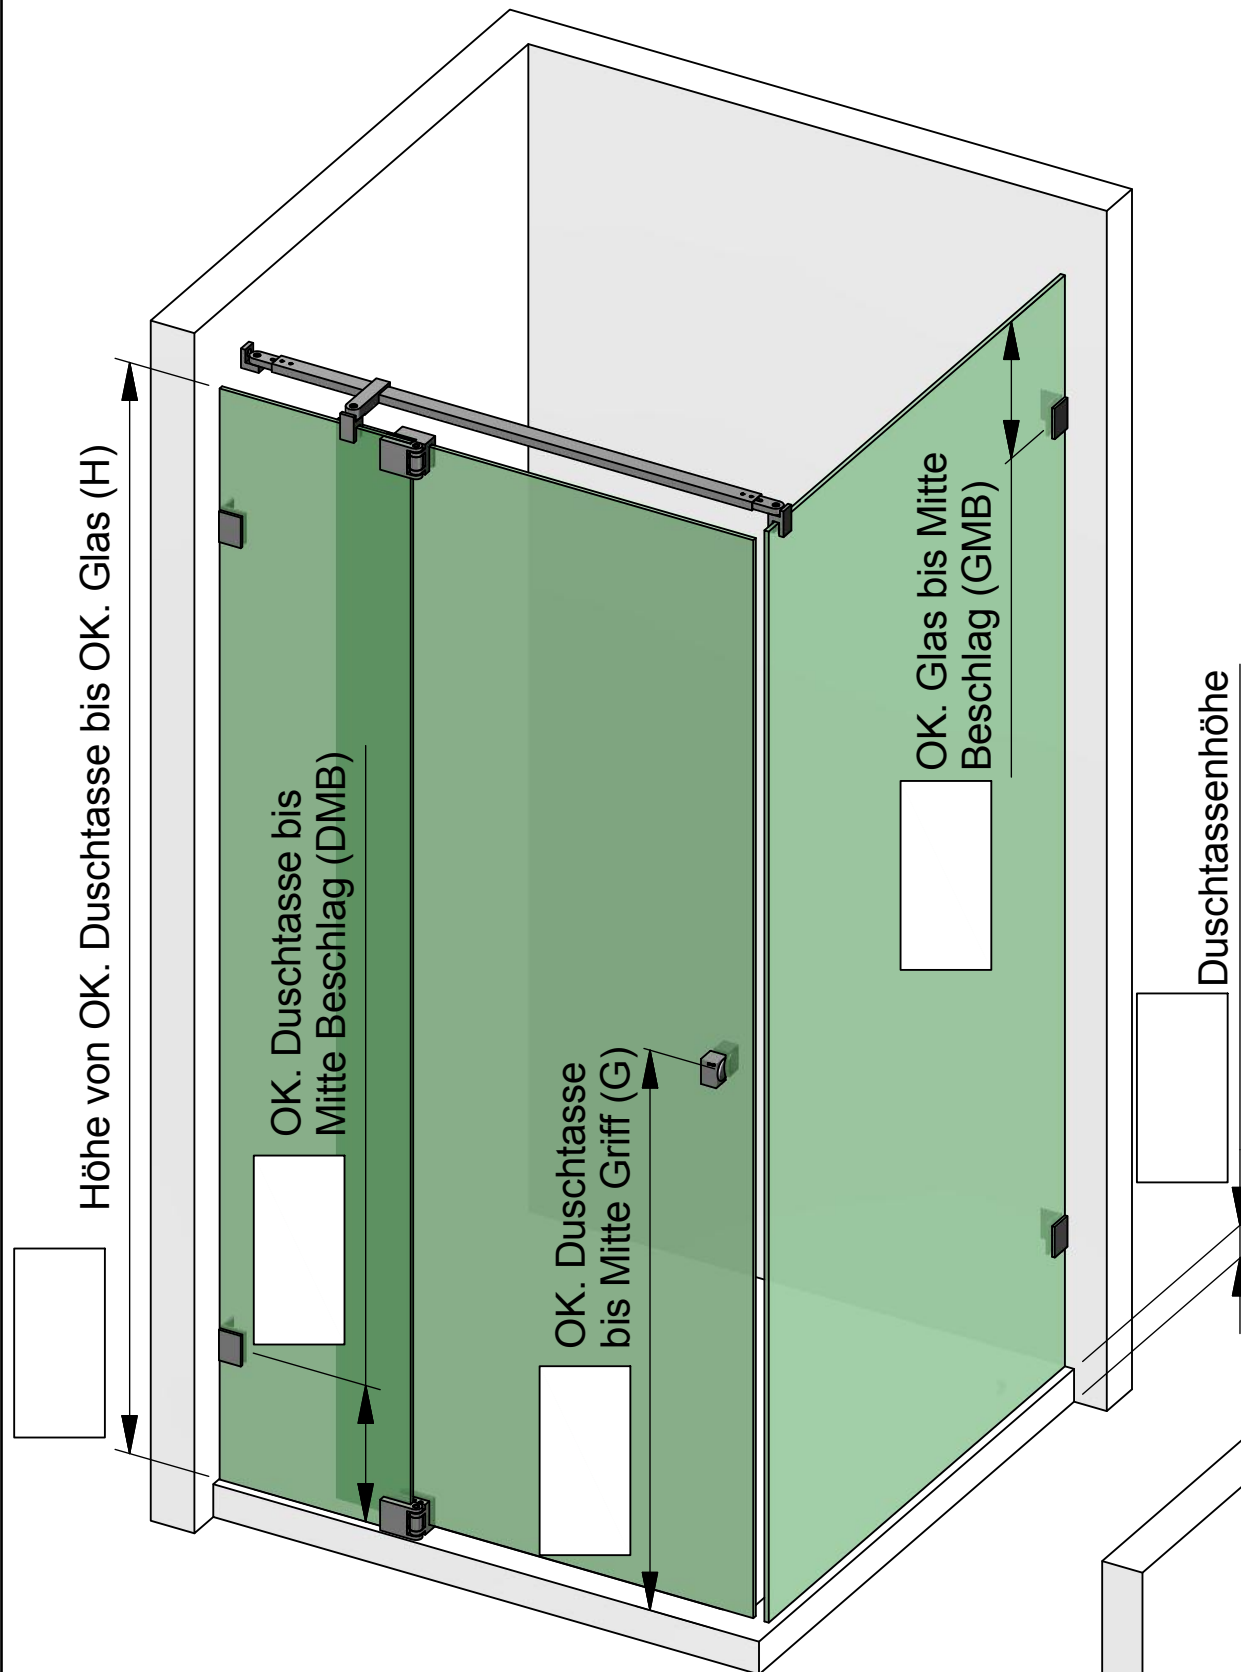 Höhe von OK. Duschtasse bis OK. Glas (H)
OK. Duschtasse bis
Mitte Beschlag (DMB)
OK. Duschtasse
bis Mitte Griff (G)
OK. Glas bis Mitte
Beschlag (GMB)
Duschtassenhöhe